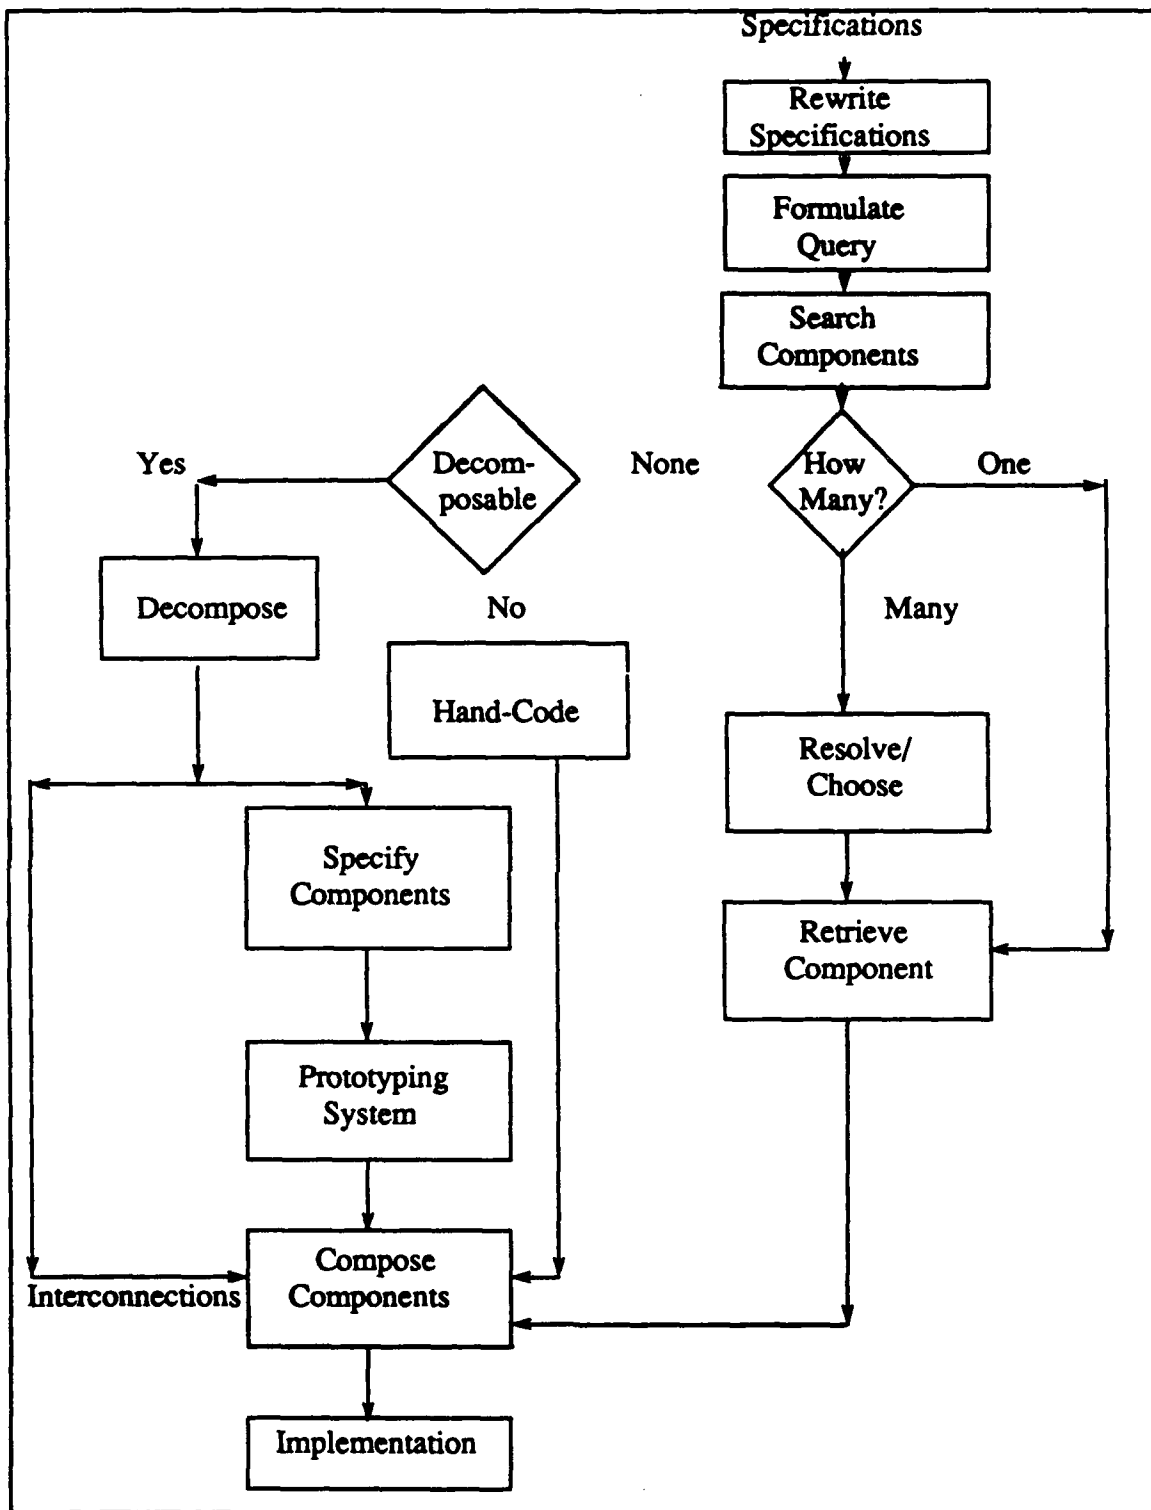 Specifications
Rewrite
Specifications
Formulate
Query
Search
Components
Yes
Decom-
posable
None
How
Many?
One
Decompose
No
Many
Hand-Code
Resolve/
Choose
Specify
Components
Retrieve
Component
Prototyping
System
Compose
Components
Interconnections
Implementation